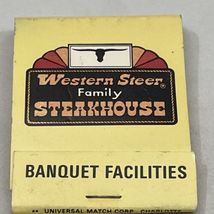 Western Steer®
Family
STEAKHOUSE
BANQUET FACILITIES
UNIVERSAL MATCH CORP. CHARLOTTE